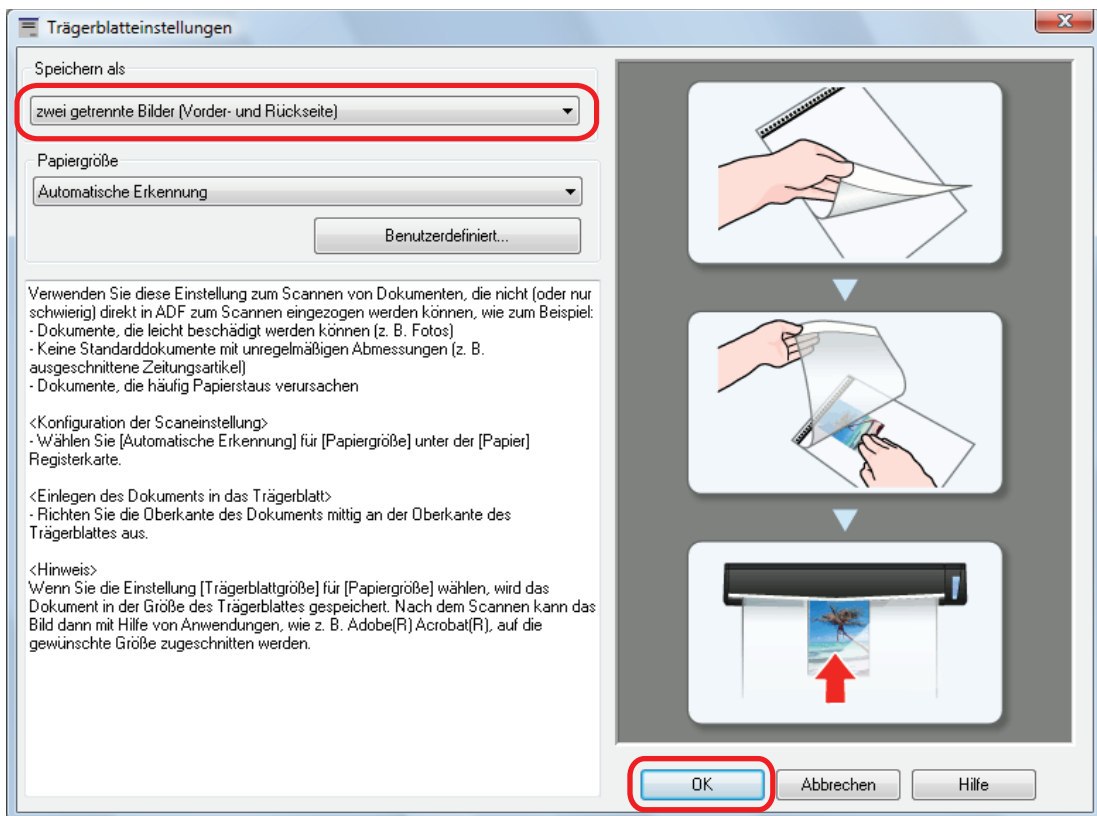 Trägerblatteinstellungen
Speichern als
zwei getrennte Bilder (Vorder- und Rückseite)
Papiergröße
Automatische Erkennung
Benutzerdefiniert...
Verwenden Sie diese Einstellung zum Scannen von Dokumenten, die nicht (oder nur
schwierig) direkt in ADF zum Scannen eingezogen werden können, wie zum Beispiel:
- Dokumente, die leicht beschädigt werden können (z. B. Fotos)
- Keine Standarddokumente mit unregelmäßigen Abmessungen (z. B.
ausgeschnittene Zeitungsartikel)
- Dokumente, die häufig Papierstaus verursachen
<Konfiguration der Scaneinstellung>
- Wählen Sie [Automatische Erkennung] für [Papiergröße] unter der [Papier]
Registerkarte.
<Einlegen des Dokuments in das Trägerblatt>
- Richten Sie die Oberkante des Dokuments mittig an der Oberkante des
Trägerblattes aus.
<Hinweis>
Wenn Sie die Einstellung [Trägerblattgröße] für [Papiergröße] wählen, wird das
Dokument in der Größe des Trägerblattes gespeichert. Nach dem Scannen kann das
Bild dann mit Hilfe von Anwendungen, wie z. B. Adobe(R) Acrobat(R), auf die
gewünschte Größe zugeschnitten werden.
OK
Abbrechen
Hilfe